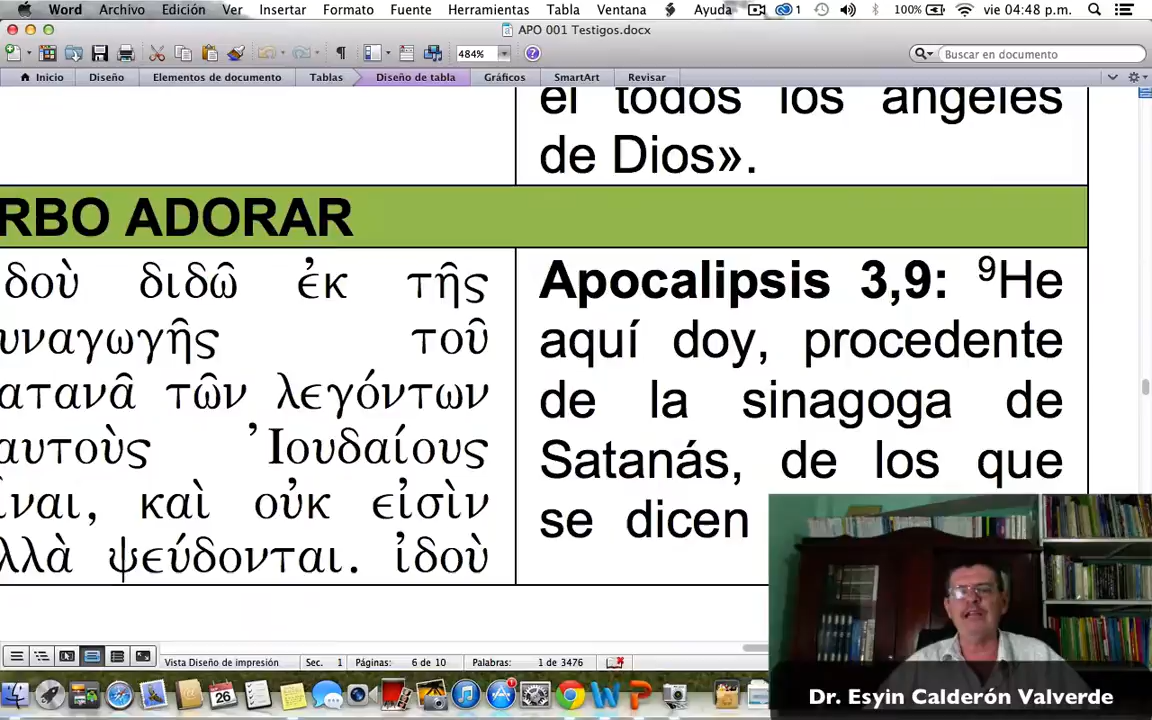 Word Archivo Edición Ver Insertar Formato Fuente Herramientas Tabla Ventana Ayuda 1 100% vie 04:48 p.m.
APO 001 Testigos.docx
484% Buscar en documento
Inicio Diseño Elementos de documento Tablas Diseño de tabla Gráficos SmartArt Revisar
él todos los ángeles
de Dios».
RBO ADORAR
δοὺ διδῶ ἐκ τῆς
υναγωγῆς τοῦ
ατανᾶ τῶν λεγόντων
αυτοὺς Ἰουδαίους
ἶναι, καὶ οὐκ εἰσὶν
λλὰ ψεύδονται. ἰδοὺ
Apocalipsis 3,9: ⁹He
aquí doy, procedente
de la sinagoga de
Satanás, de los que
se dicen
Vista Diseño de impresión Sec. 1 Páginas: 6 de 10 Palabras: 1 de 3476
26
Dr. Esyin Calderón Valverde